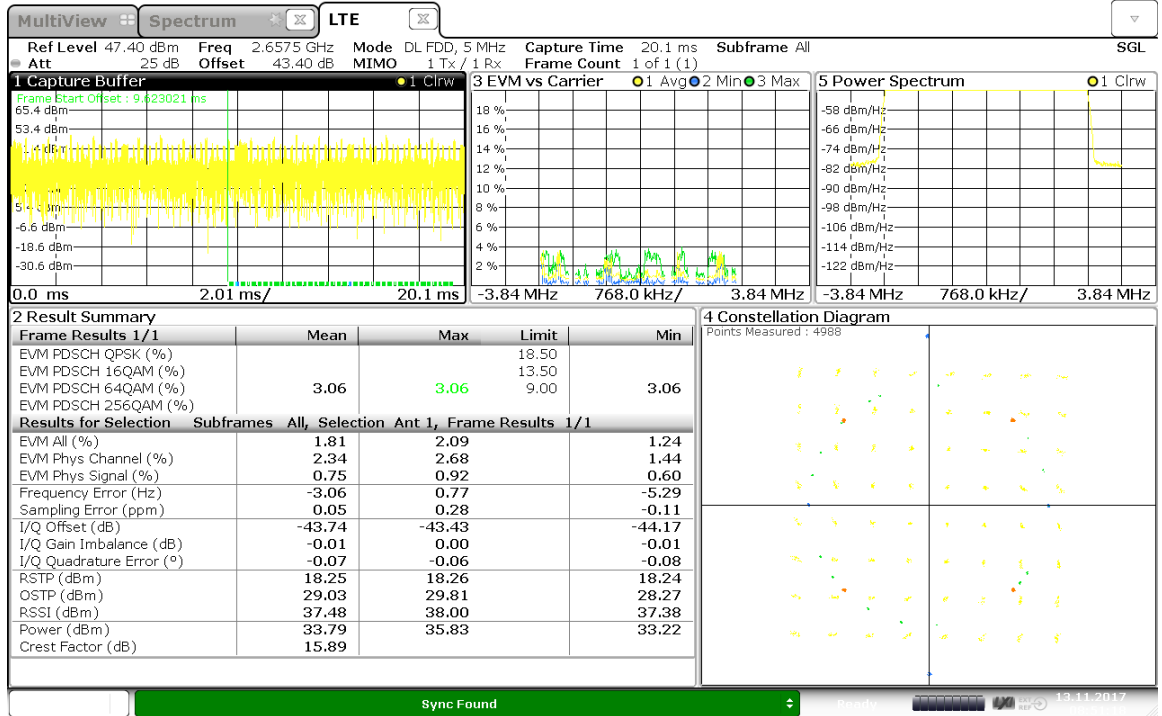 MultiView Spectrum LTE
Ref Level 47.40 dBm Freq 2.6575 GHz Mode DL FDD, 5 MHz Capture Time 20.1 ms Subframe All SGL
Att 25 dB Offset 43.40 dB MIMO 1 Tx / 1 Rx Frame Count 1 of 1 (1)
1 Capture Buffer 1 Clrw
Frame Start Offset : 9.623021 ms
65.4 dBm
53.4 dBm
-6.6 dBm
-18.6 dBm
-30.6 dBm
0.0 ms 2.01 ms/ 20.1 ms
3 EVM vs Carrier 1 Avg 2 Min 3 Max
18 %
16 %
14 %
12 %
10 %
8 %
6 %
4 %
2 %
-3.84 MHz 768.0 kHz/ 3.84 MHz
5 Power Spectrum 1 Clrw
-58 dBm/Hz
-66 dBm/Hz
-74 dBm/Hz
-82 dBm/Hz
-90 dBm/Hz
-98 dBm/Hz
-106 dBm/Hz
-114 dBm/Hz
-122 dBm/Hz
-3.84 MHz 768.0 kHz/ 3.84 MHz
2 Result Summary
Frame Results 1/1 Mean Max Limit Min
EVM PDSCH QPSK (%) 18.50
EVM PDSCH 16QAM (%) 13.50
EVM PDSCH 64QAM (%) 3.06 3.06 9.00 3.06
EVM PDSCH 256QAM (%)
Results for Selection Subframes All, Selection Ant 1, Frame Results 1/1
EVM All (%) 1.81 2.09 1.24
EVM Phys Channel (%) 2.34 2.68 1.44
EVM Phys Signal (%) 0.75 0.92 0.60
Frequency Error (Hz) -3.06 0.77 -5.29
Sampling Error (ppm) 0.05 0.28 -0.11
I/Q Offset (dB) -43.74 -43.43 -44.17
I/Q Gain Imbalance (dB) -0.01 0.00 -0.01
I/Q Quadrature Error (º) -0.07 -0.06 -0.08
RSTP (dBm) 18.25 18.26 18.24
OSTP (dBm) 29.03 29.81 28.27
RSSI (dBm) 37.48 38.00 37.38
Power (dBm) 33.79 35.83 33.22
Crest Factor (dB) 15.89
4 Constellation Diagram
Points Measured : 4988
Sync Found Ready 13.11.2017